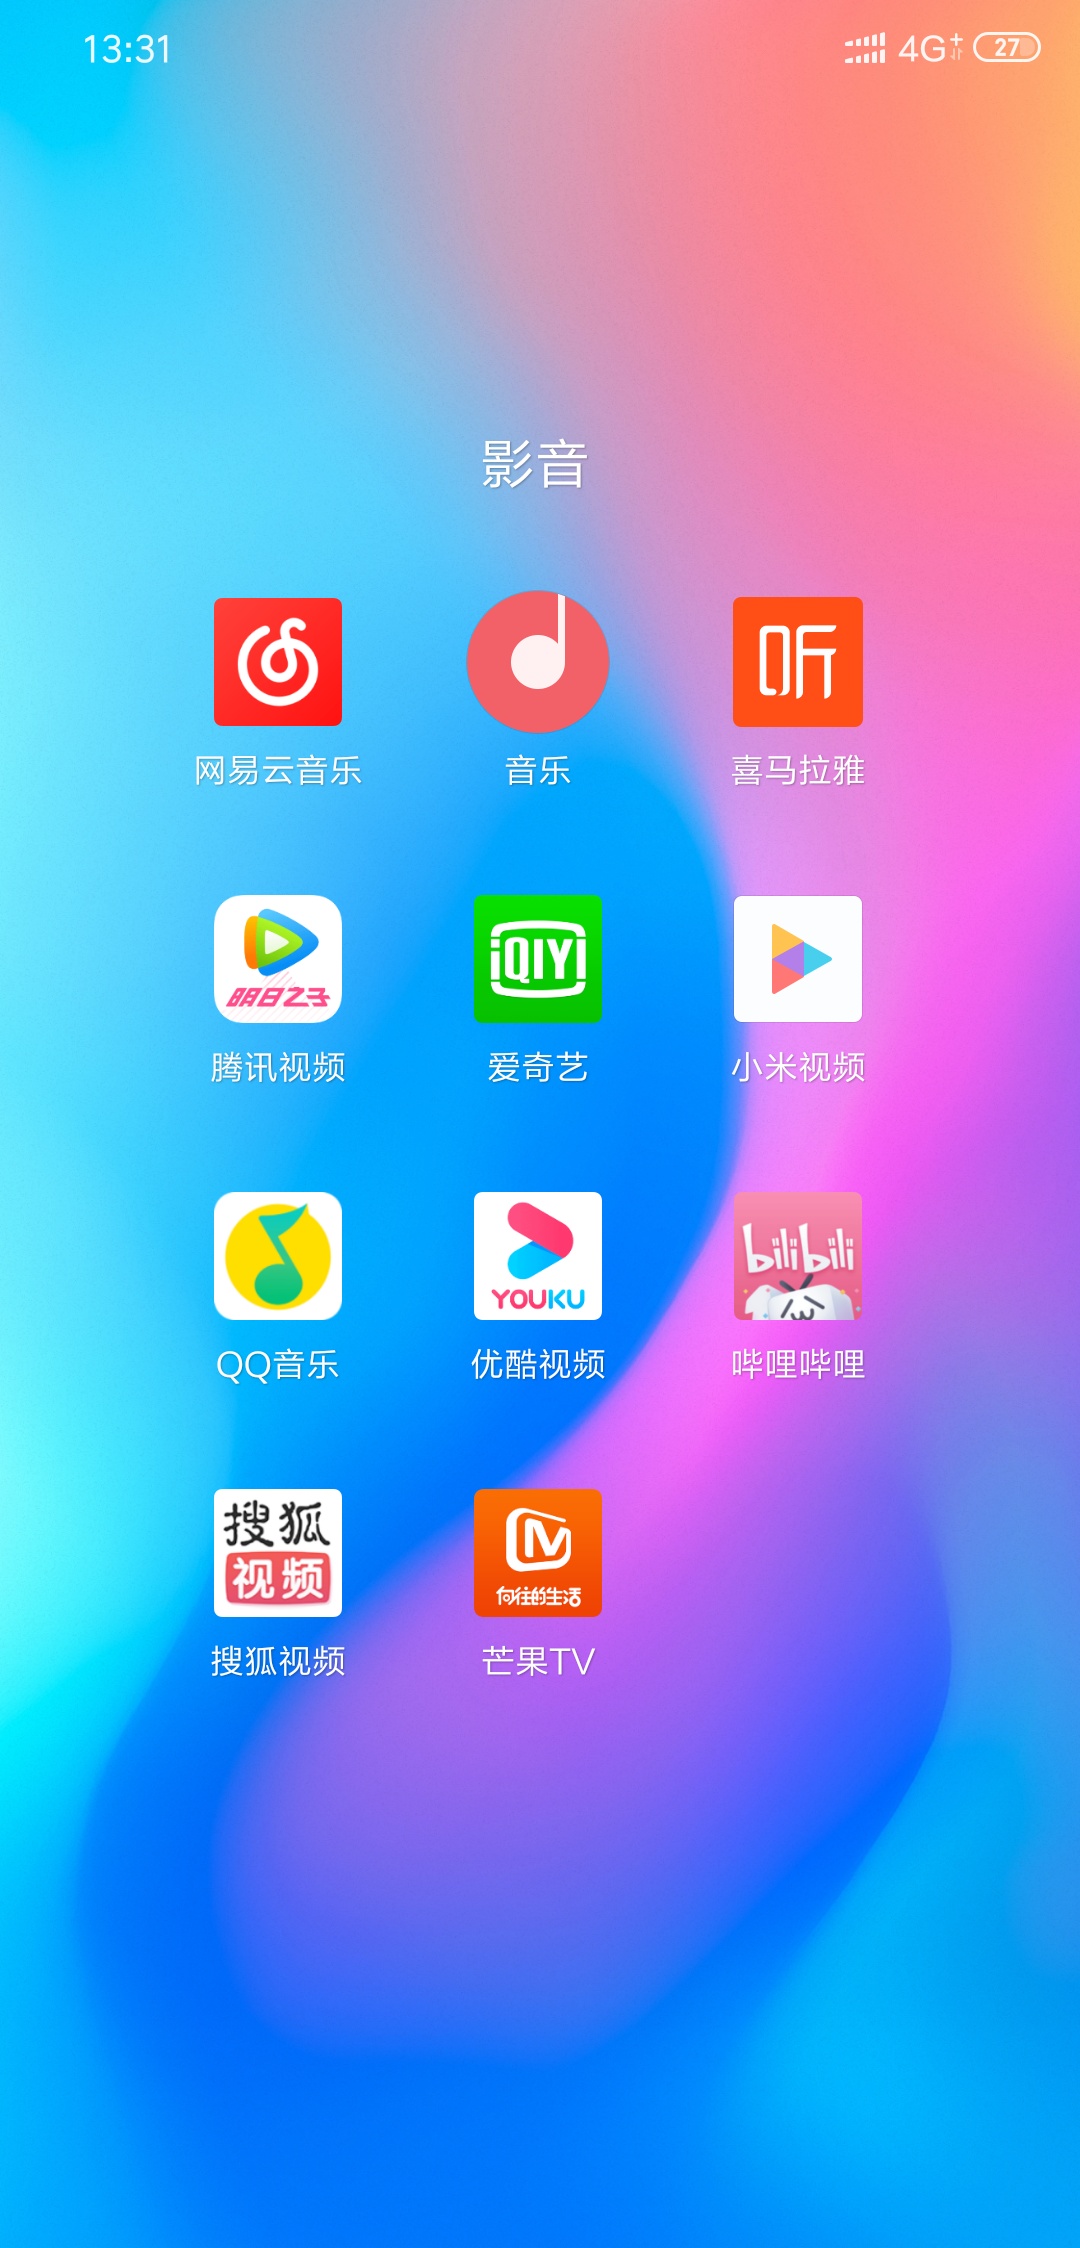 13:31 4G+ 27
影音
听
网易云音乐 音乐 喜马拉雅
明日之子 iQIYI
腾讯视频 爱奇艺 小米视频
YOUKU bilibili
QQ音乐 优酷视频 哔哩哔哩
搜狐
视频
向往的生活
搜狐视频 芒果TV